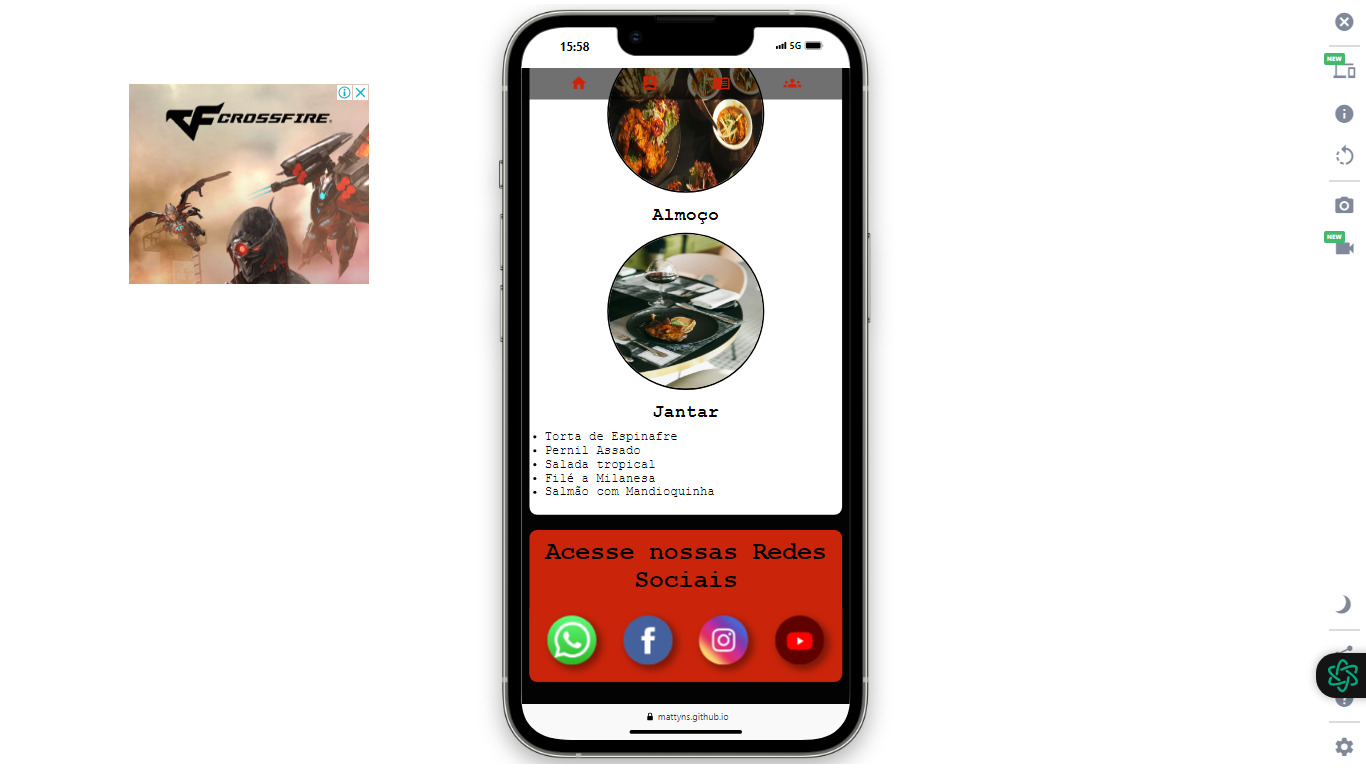 CROSSFIRE
15:58
5G
Almoço
Jantar
• Torta de Espinafre
• Pernil Assado
• Salada tropical
• Filé a Milanesa
• Salmão com Mandioquinha
Acesse nossas Redes
Sociais
mattyns.github.io
NEW
NEW